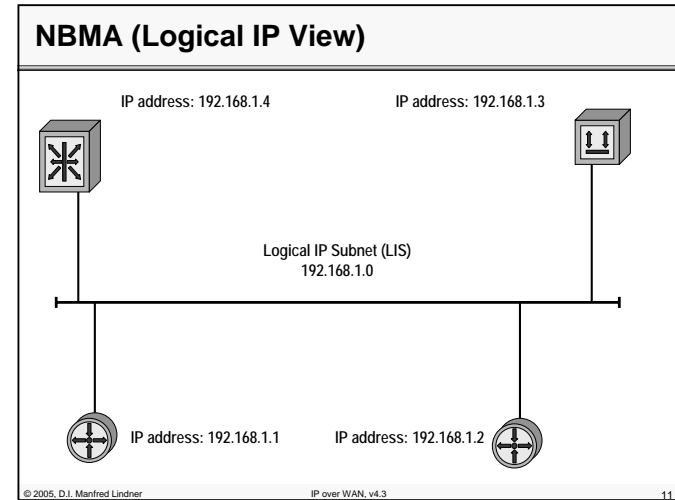 NBMA (Logical IP View)
IP address: 192.168.1.4
IP address: 192.168.1.3
Logical IP Subnet (LIS)
192.168.1.0
IP address: 192.168.1.1
IP address: 192.168.1.2
© 2005, D.I. Manfred Lindner
IP over WAN, v4.3
11